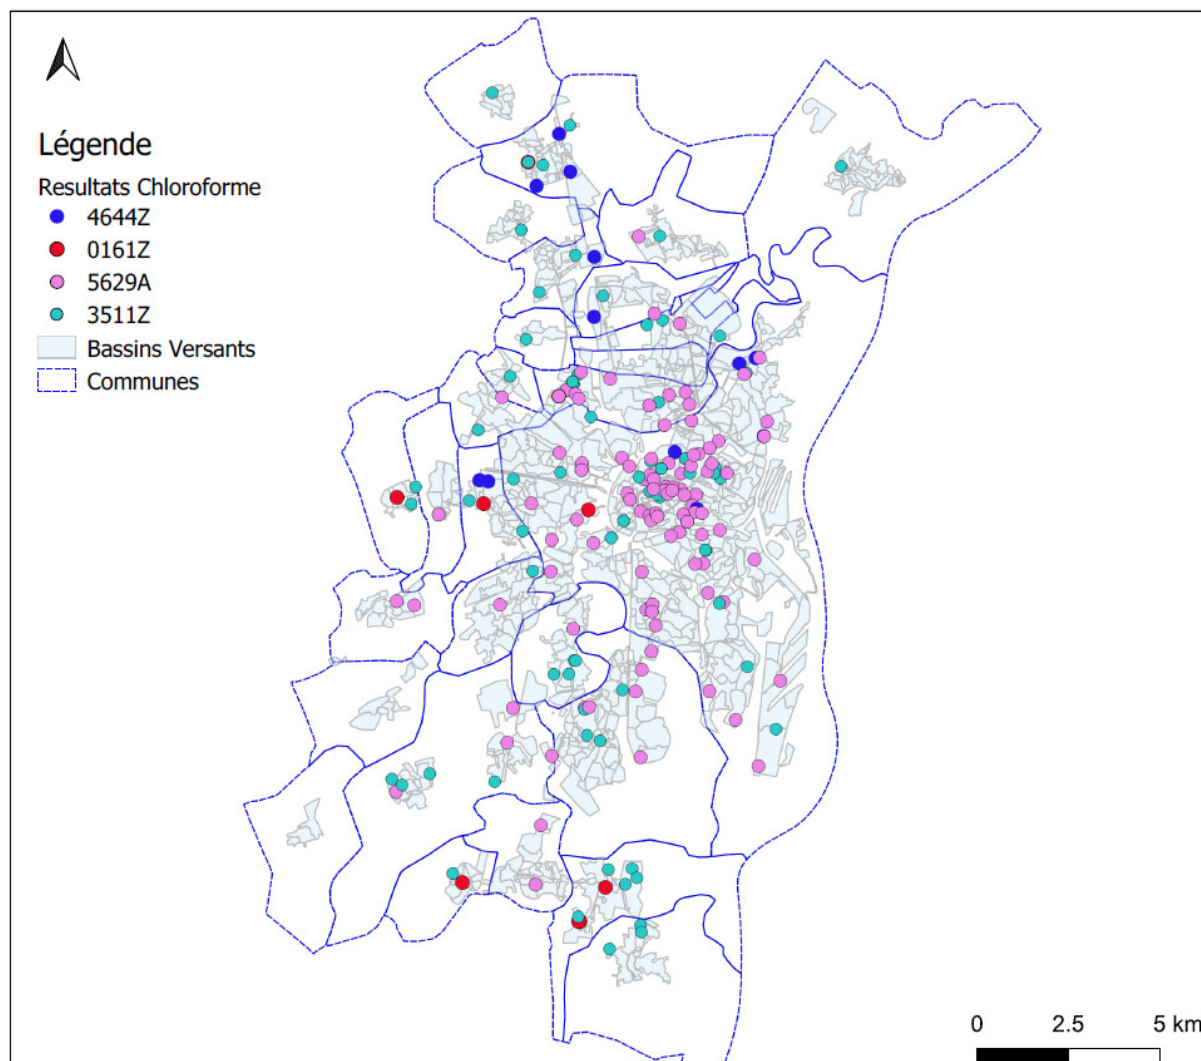 Légende
Resultats Chloroforme
4644Z
0161Z
5629A
3511Z
Bassins Versants
Communes
0 2.5 5 km